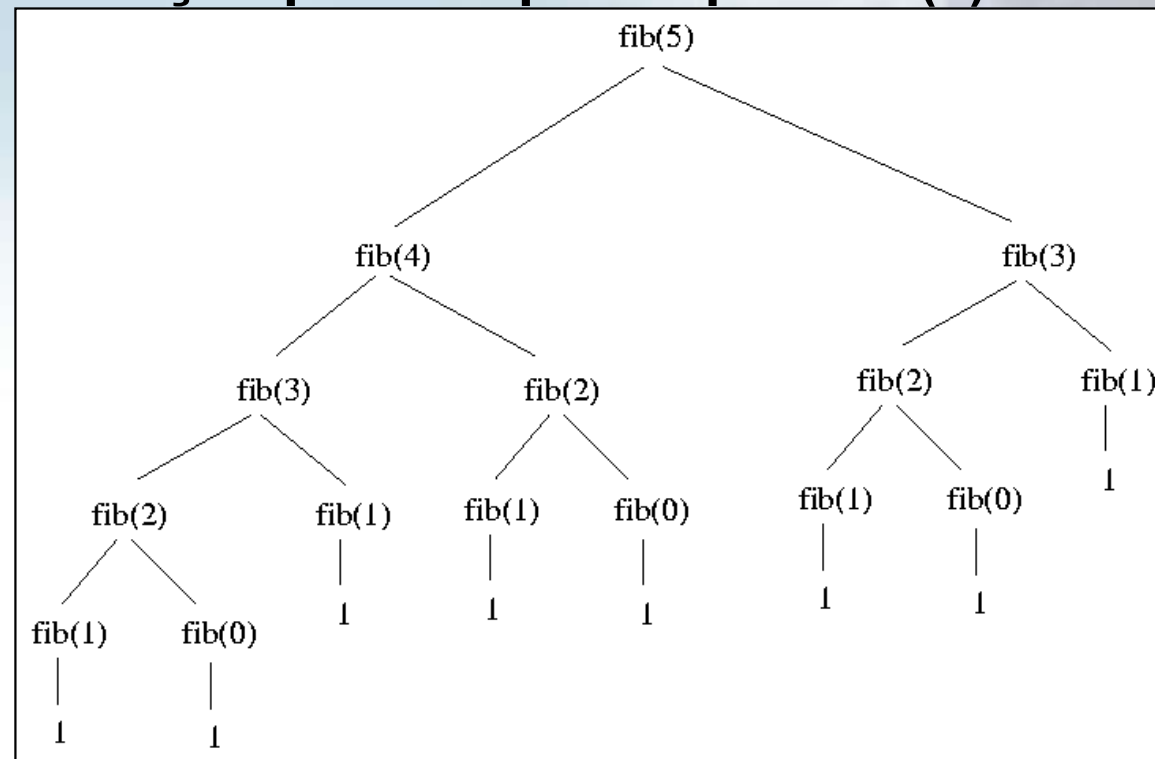 fib(5)
fib(4) fib(3)
fib(3) fib(2) fib(2) fib(1)
1
fib(2) fib(1) fib(1) fib(0) fib(1) fib(0)
1 1 1 1 1
fib(1) fib(0)
1 1